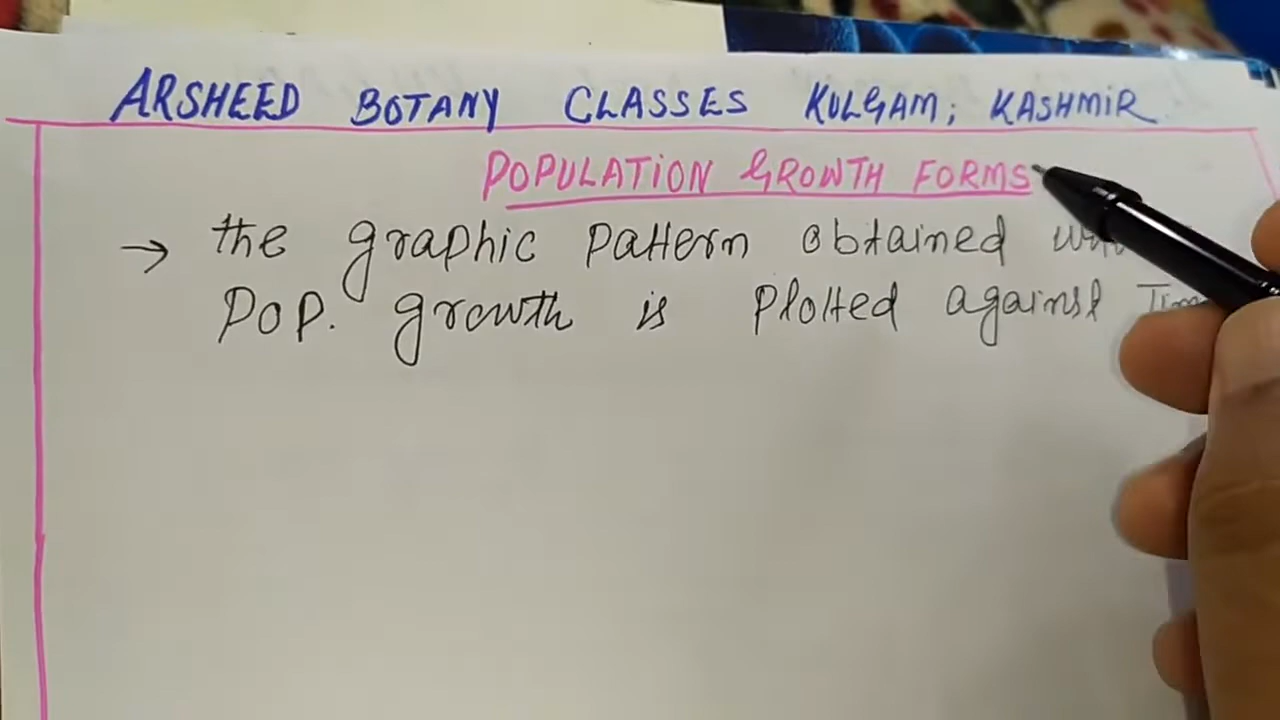 ARSHEED BOTANY CLASSES KULGAM; KASHMIR
POPULATION GROWTH FORMS
→ the graphic pattern obtained
Pop. growth is plotted against